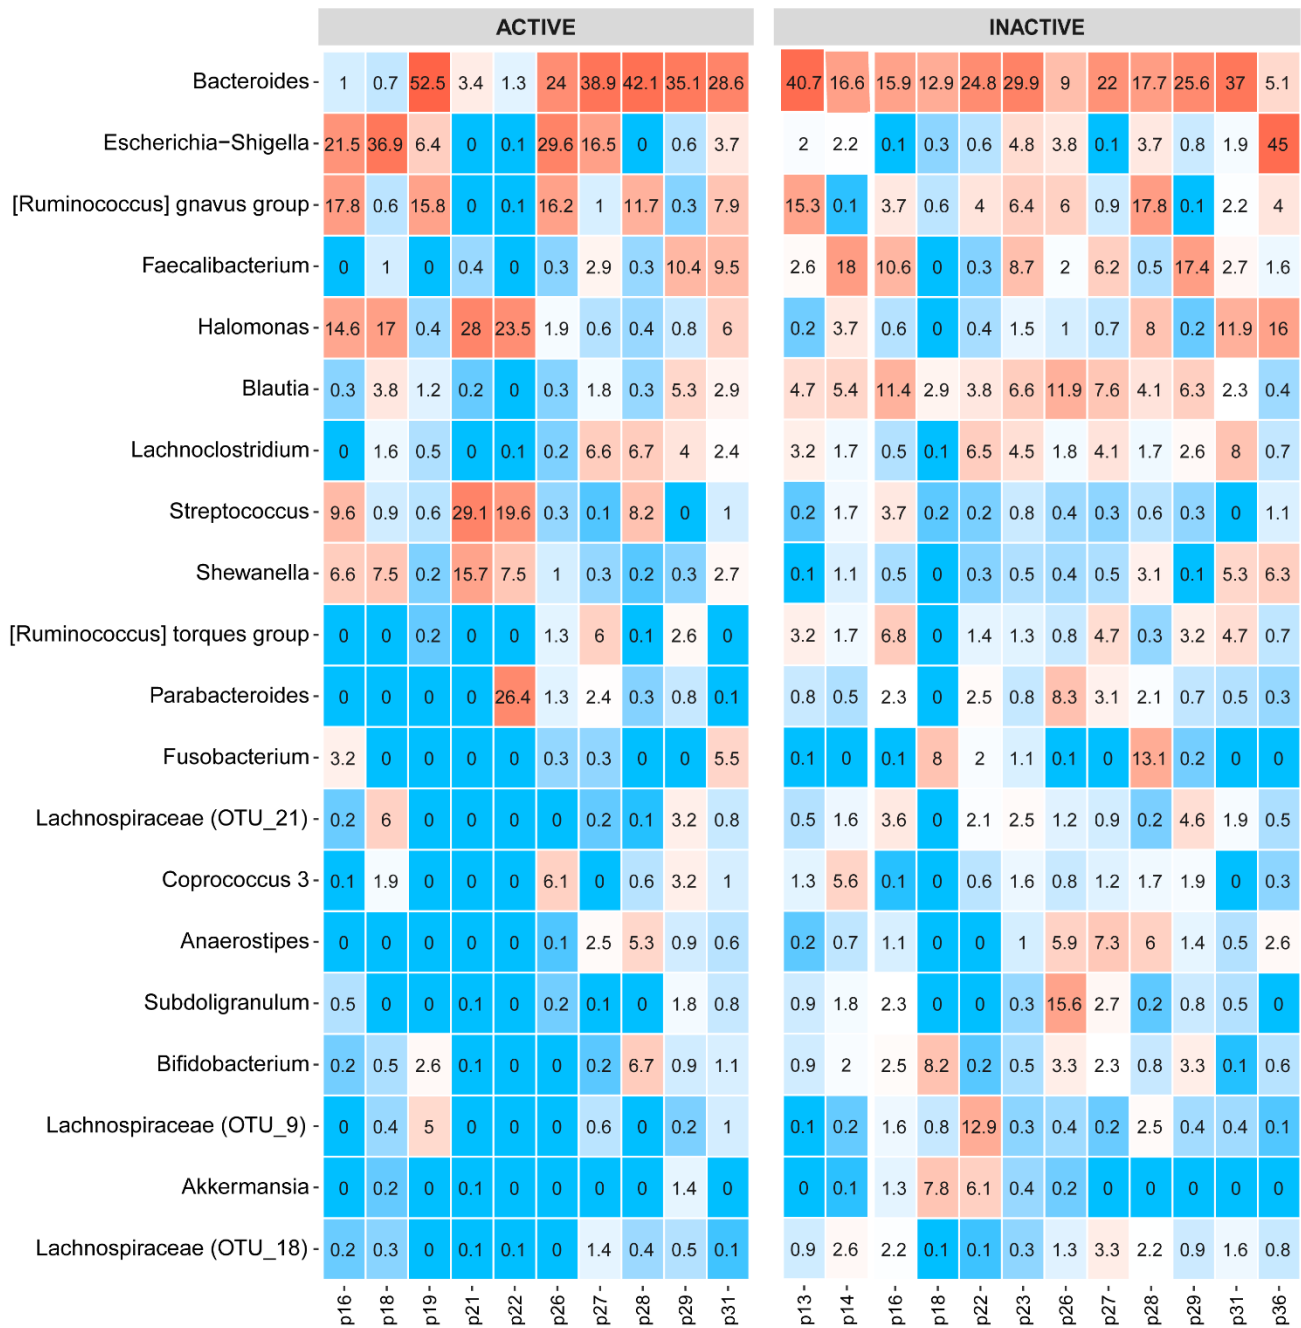 ACTIVE INACTIVE
Bacteroides 1 0.7 52.5 3.4 1.3 24 38.9 42.1 35.1 28.6 40.7 16.6 15.9 12.9 24.8 29.9 9 22 17.7 25.6 37 5.1
Escherichia−Shigella 21.5 36.9 6.4 0 0.1 29.6 16.5 0 0.6 3.7 2 2.2 0.1 0.3 0.6 4.8 3.8 0.1 3.7 0.8 1.9 45
[Ruminococcus] gnavus group 17.8 0.6 15.8 0 0.1 16.2 1 11.7 0.3 7.9 15.3 0.1 3.7 0.6 4 6.4 6 0.9 17.8 0.1 2.2 4
Faecalibacterium 0 1 0 0.4 0 0.3 2.9 0.3 10.4 9.5 2.6 18 10.6 0 0.3 8.7 2 6.2 0.5 17.4 2.7 1.6
Halomonas 14.6 17 0.4 28 23.5 1.9 0.6 0.4 0.8 6 0.2 3.7 0.6 0 0.4 1.5 1 0.7 8 0.2 11.9 16
Blautia 0.3 3.8 1.2 0.2 0 0.3 1.8 0.3 5.3 2.9 4.7 5.4 11.4 2.9 3.8 6.6 11.9 7.6 4.1 6.3 2.3 0.4
Lachnoclostridium 0 1.6 0.5 0 0.1 0.2 6.6 6.7 4 2.4 3.2 1.7 0.5 0.1 6.5 4.5 1.8 4.1 1.7 2.6 8 0.7
Streptococcus 9.6 0.9 0.6 29.1 19.6 0.3 0.1 8.2 0 1 0.2 1.7 3.7 0.2 0.2 0.8 0.4 0.3 0.6 0.3 0 1.1
Shewanella 6.6 7.5 0.2 15.7 7.5 1 0.3 0.2 0.3 2.7 0.1 1.1 0.5 0 0.3 0.5 0.4 0.5 3.1 0.1 5.3 6.3
[Ruminococcus] torques group 0 0 0.2 0 0 1.3 6 0.1 2.6 0 3.2 1.7 6.8 0 1.4 1.3 0.8 4.7 0.3 3.2 4.7 0.7
Parabacteroides 0 0 0 0 26.4 1.3 2.4 0.3 0.8 0.1 0.8 0.5 2.3 0 2.5 0.8 8.3 3.1 2.1 0.7 0.5 0.3
Fusobacterium 3.2 0 0 0 0 0.3 0.3 0 0 5.5 0.1 0 0.1 8 2 1.1 0.1 0 13.1 0.2 0 0
Lachnospiraceae (OTU_21) 0.2 6 0 0 0 0 0.2 0.1 3.2 0.8 0.5 1.6 3.6 0 2.1 2.5 1.2 0.9 0.2 4.6 1.9 0.5
Coprococcus 3 0.1 1.9 0 0 0 6.1 0 0.6 3.2 1 1.3 5.6 0.1 0 0.6 1.6 0.8 1.2 1.7 1.9 0 0.3
Anaerostipes 0 0 0 0 0 0.1 2.5 5.3 0.9 0.6 0.2 0.7 1.1 0 0 1 5.9 7.3 6 1.4 0.5 2.6
Subdoligranulum 0.5 0 0 0.1 0 0.2 0.1 0 1.8 0.8 0.9 1.8 2.3 0 0 0.3 15.6 2.7 0.2 0.8 0.5 0
Bifidobacterium 0.2 0.5 2.6 0.1 0 0 0.2 6.7 0.9 1.1 0.9 2 2.5 8.2 0.2 0.5 3.3 2.3 0.8 3.3 0.1 0.6
Lachnospiraceae (OTU_9) 0 0.4 5 0 0 0 0.6 0 0.2 1 0.1 0.2 1.6 0.8 12.9 0.3 0.4 0.2 2.5 0.4 0.4 0.1
Akkermansia 0 0.2 0 0.1 0 0 0 0 1.4 0 0 0.1 1.3 7.8 6.1 0.4 0.2 0 0 0 0 0
Lachnospiraceae (OTU_18) 0.2 0.3 0 0.1 0.1 0 1.4 0.4 0.5 0.1 0.9 2.6 2.2 0.1 0.1 0.3 1.3 3.3 2.2 0.9 1.6 0.8
p16 p18 p19 p21 p22 p26 p27 p28 p29 p31 p13 p14 p16 p18 p22 p23 p26 p27 p28 p29 p31 p36